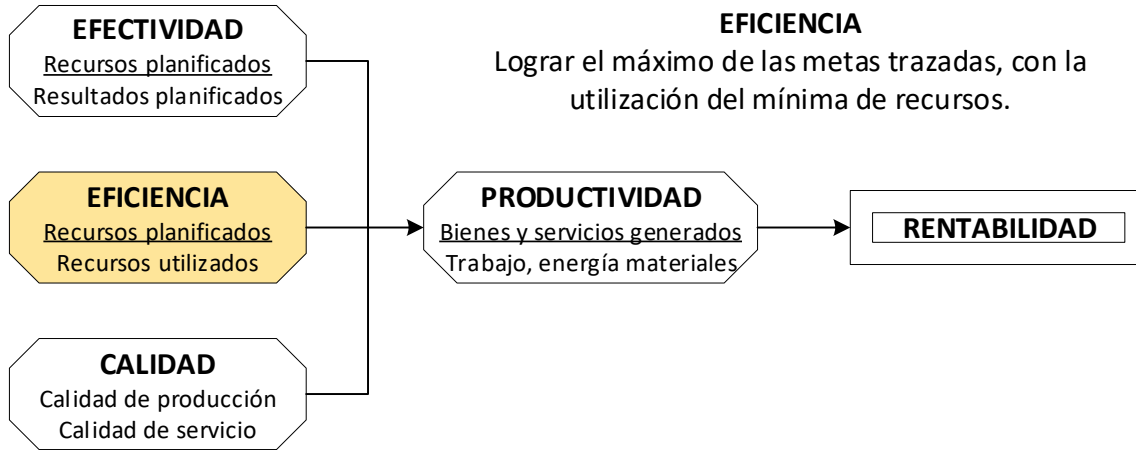 EFECTIVIDAD
Recursos planificados
Resultados planificados
EFICIENCIA
Lograr el máximo de las metas trazadas, con la
utilización del mínima de recursos.
EFICIENCIA
Recursos planificados
Recursos utilizados
PRODUCTIVIDAD
Bienes y servicios generados
Trabajo, energía materiales
RENTABILIDAD
CALIDAD
Calidad de producción
Calidad de servicio